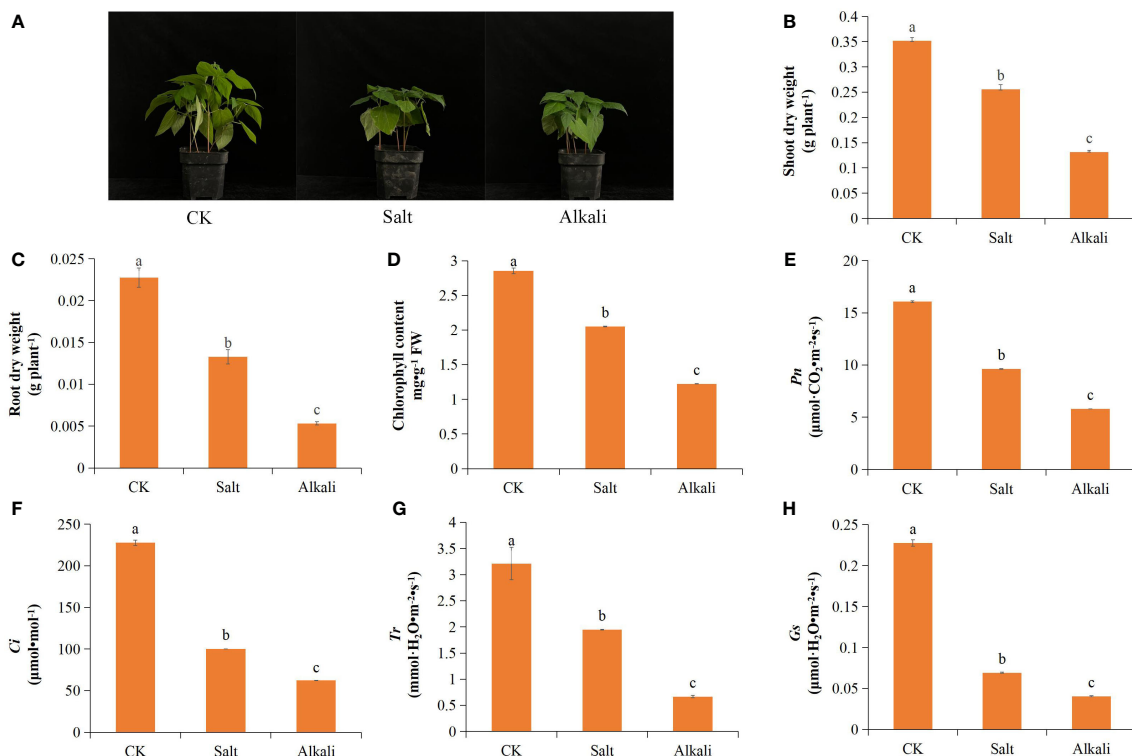 A
CK
Salt
Alkali
B
Shoot dry weight
(g plant⁻¹)
0.4
0.35
0.3
0.25
0.2
0.15
0.1
0.05
0
a
b
c
CK
Salt
Alkali
C
Root dry weight
(g plant⁻¹)
0.025
0.02
0.015
0.01
0.005
0
a
b
c
CK
Salt
Alkali
D
Chlorophyll content
mg•g⁻¹ FW
3
2.5
2
1.5
1
0.5
0
a
b
c
CK
Salt
Alkali
E
Pn
(μmol·CO₂•m⁻²•s⁻¹)
20
15
10
5
0
a
b
c
CK
Salt
Alkali
F
Ci
(μmol•mol⁻¹)
250
200
150
100
50
0
a
b
c
CK
Salt
Alkali
G
Tr
(mmol·H₂O•m⁻²•s⁻¹)
4
3.5
3
2.5
2
1.5
1
0.5
0
a
b
c
CK
Salt
Alkali
H
Gs
(μmol·H₂O•m⁻²•s⁻¹)
0.25
0.2
0.15
0.1
0.05
0
a
b
c
CK
Salt
Alkali